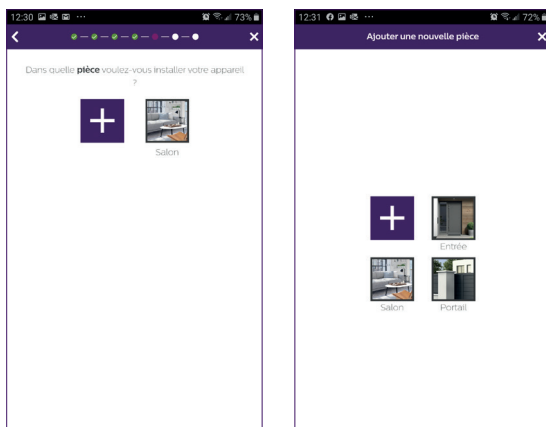 12:30
73%
Dans quelle pièce voulez-vous installer votre appareil
?
Salon
12:31
72%
Ajouter une nouvelle pièce
Entrée
Salon
Portail